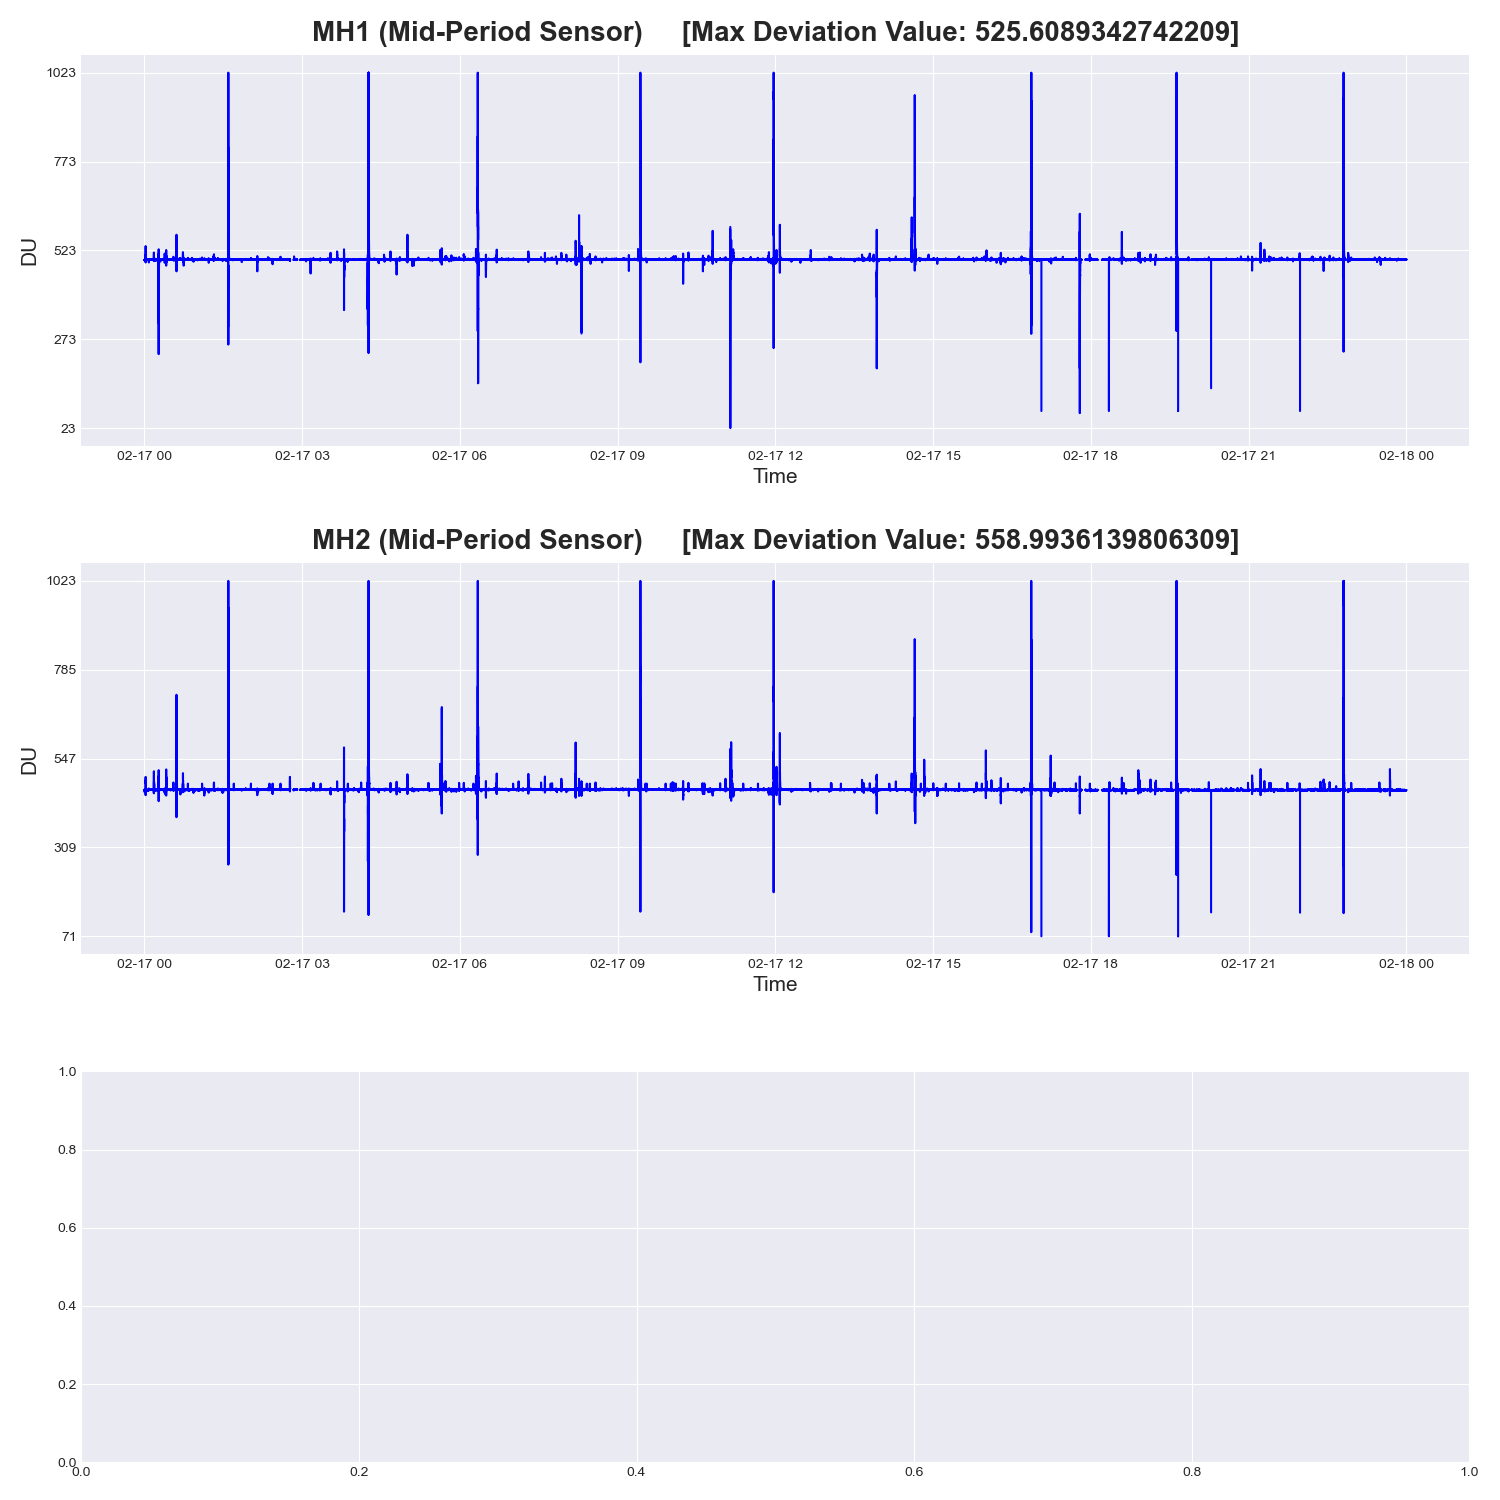 MH1 (Mid-Period Sensor)     [Max Deviation Value: 525.6089342742209]
1023
773
523
273
23
DU
02-17 00 02-17 03 02-17 06 02-17 09 02-17 12 02-17 15 02-17 18 02-17 21 02-18 00
Time
MH2 (Mid-Period Sensor)     [Max Deviation Value: 558.9936139806309]
1023
785
547
309
71
DU
02-17 00 02-17 03 02-17 06 02-17 09 02-17 12 02-17 15 02-17 18 02-17 21 02-18 00
Time
1.0
0.8
0.6
0.4
0.2
0.0
0.0 0.2 0.4 0.6 0.8 1.0